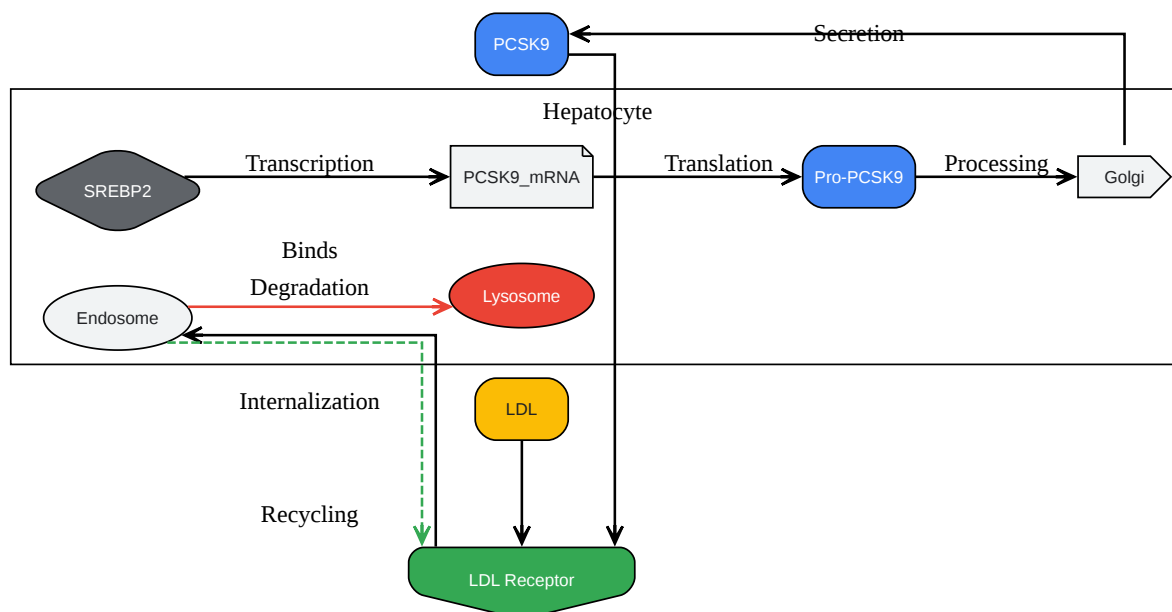 PCSK9
Secretion
Hepatocyte
SREBP2
Transcription
PCSK9_mRNA
Translation
Pro-PCSK9
Processing
Golgi
Binds
Degradation
Lysosome
Endosome
Internalization
LDL
Recycling
LDL Receptor